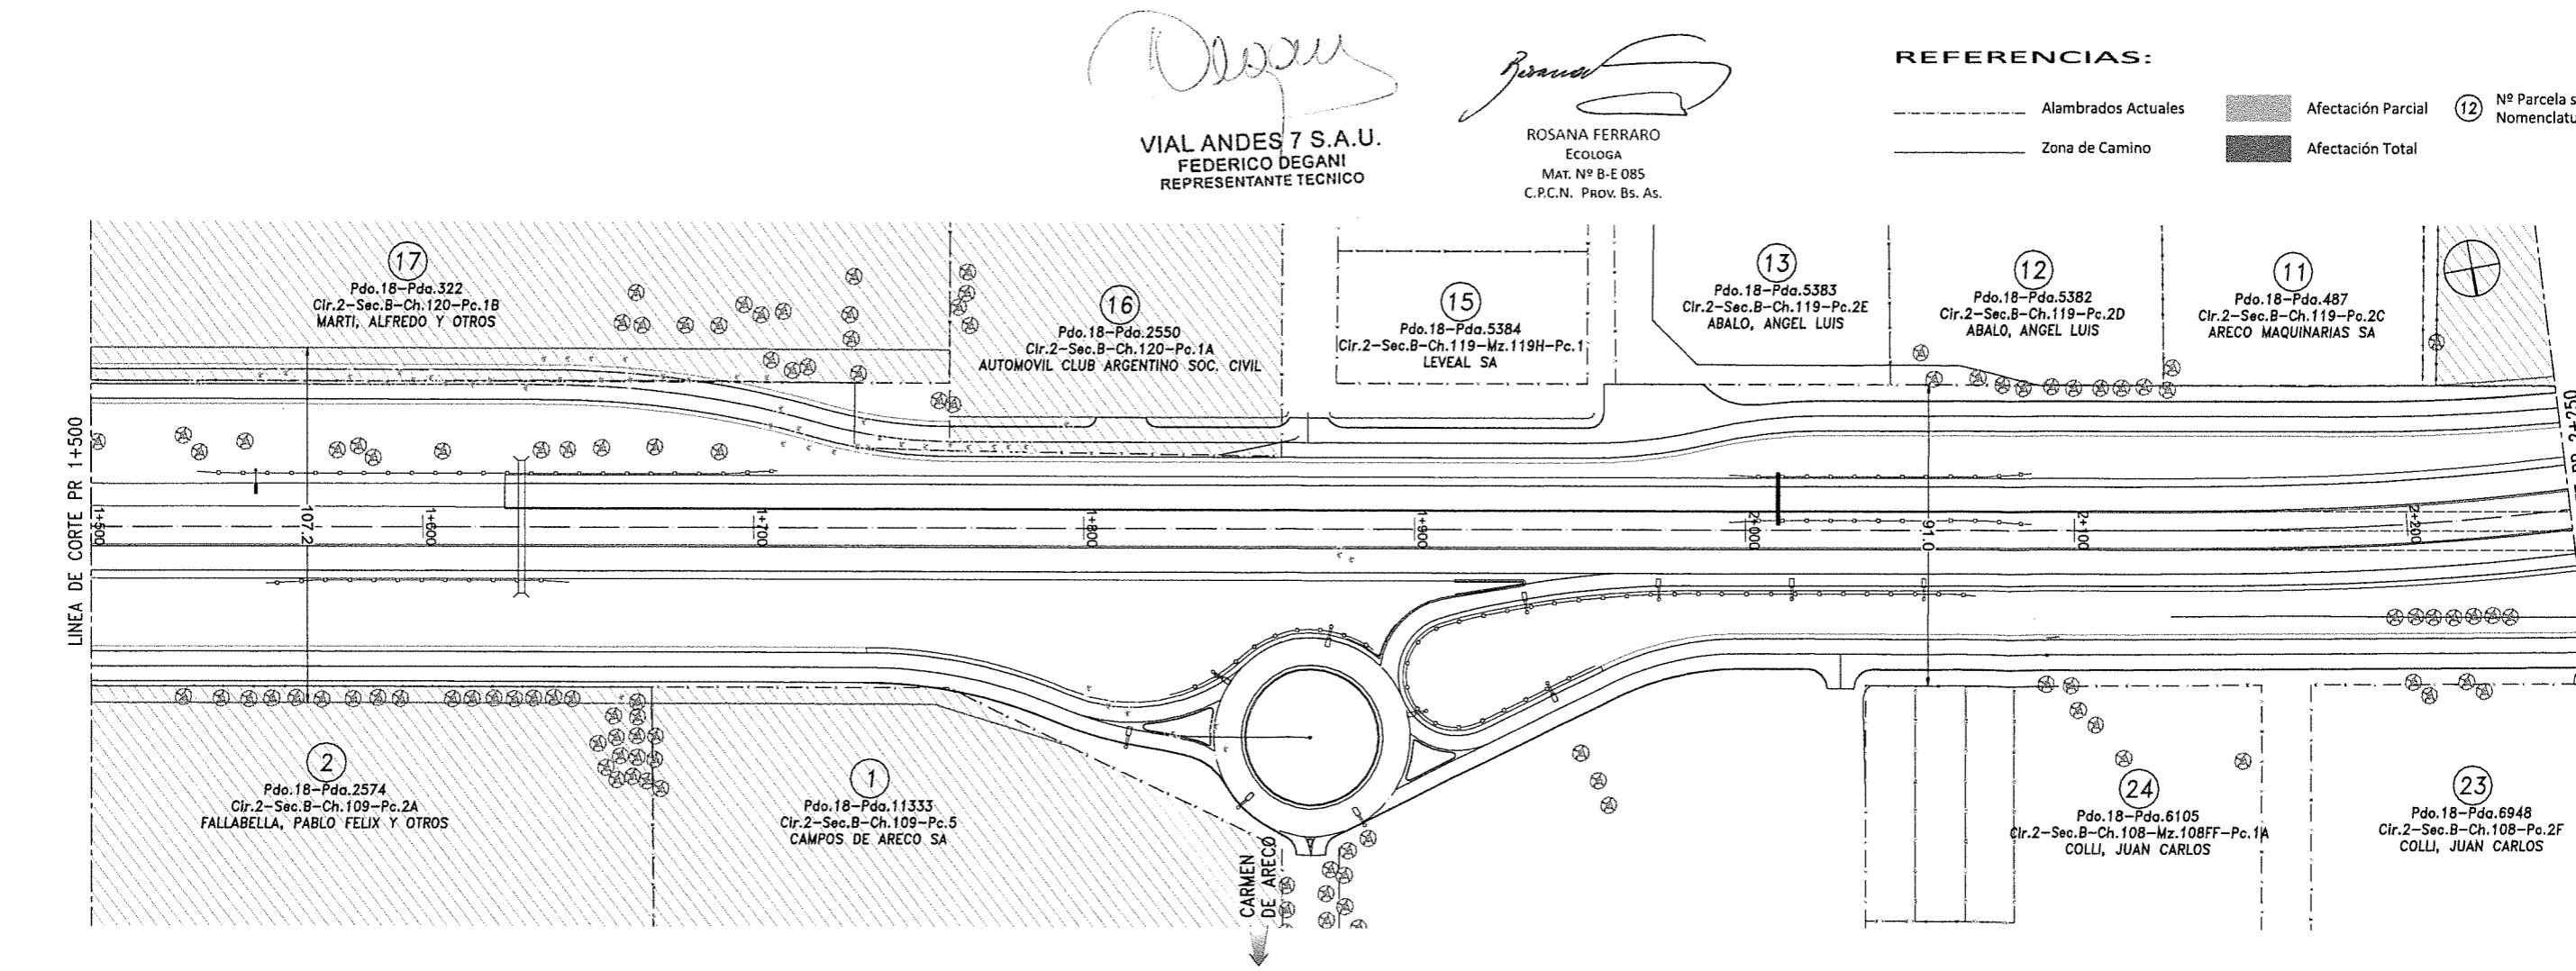 VIAL ANDES 7 S.A.U.
FEDERICO DEGANI
REPRESENTANTE TECNICO
ROSANA FERRARO
ECOLOGA
MAT. Nº B-E 085
C.P.C.N. PROV. BS. AS.
REFERENCIAS:
Alambrados Actuales
Zona de Camino
Afectación Parcial
Afectación Total
12
Nº Parcela s
Nomenclatu
17
Pdo.18-Pda.322
Cir.2-Sec.B-Ch.120-Pc.1B
MARTI, ALFREDO Y OTROS
16
Pdo.18-Pda.2550
Cir.2-Sec.B-Ch.120-Pc.1A
AUTOMOVIL CLUB ARGENTINO SOC. CIVIL
15
Pdo.18-Pda.5384
Cir.2-Sec.B-Ch.119-Mz.119H-Pc.1
LEVEAL SA
13
Pdo.18-Pda.5383
Cir.2-Sec.B-Ch.119-Pc.2E
ABALO, ANGEL LUIS
12
Pdo.18-Pda.5382
Cir.2-Sec.B-Ch.119-Pc.2D
ABALO, ANGEL LUIS
11
Pdo.18-Pda.487
Cir.2-Sec.B-Ch.119-Pc.2C
ARECO MAQUINARIAS SA
LINEA DE CORTE PR 1+500
PR 2+250
1+500
107.2
1+600
1+700
1+800
1+900
2+000
91.0
2+100
2+200
2
Pdo.18-Pda.2574
Cir.2-Sec.B-Ch.109-Pc.2A
FALLABELLA, PABLO FELIX Y OTROS
1
Pdo.18-Pda.11333
Cir.2-Sec.B-Ch.109-Pc.5
CAMPOS DE ARECO SA
CARMEN
DE ARECO
24
Pdo.18-Pda.6105
Cir.2-Sec.B-Ch.108-Mz.108FF-Pc.1A
COLLI, JUAN CARLOS
23
Pdo.18-Pda.6948
Cir.2-Sec.B-Ch.108-Pc.2F
COLLI, JUAN CARLOS